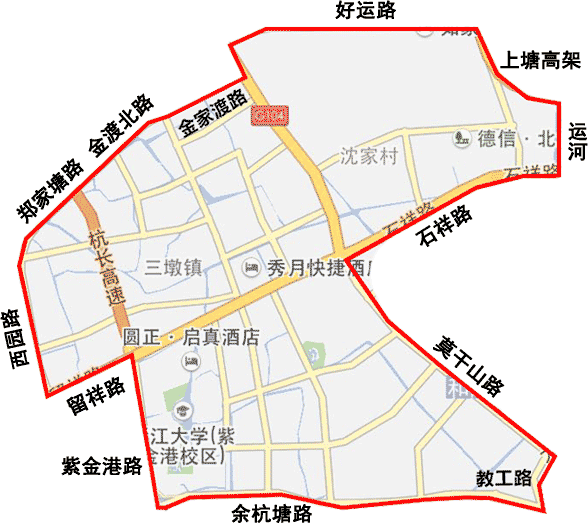 好运路
上塘高架
金家渡路
金渡北路
运河
德信·北
沈家村
石祥路
郑家塘路
石祥路
石祥路
杭长高速
三墩镇
秀月快捷酒店
西园路
圆正·启真酒店
莫干山路
留祥路
江大学(紫
金港校区)
紫金港路
教工路
余杭塘路